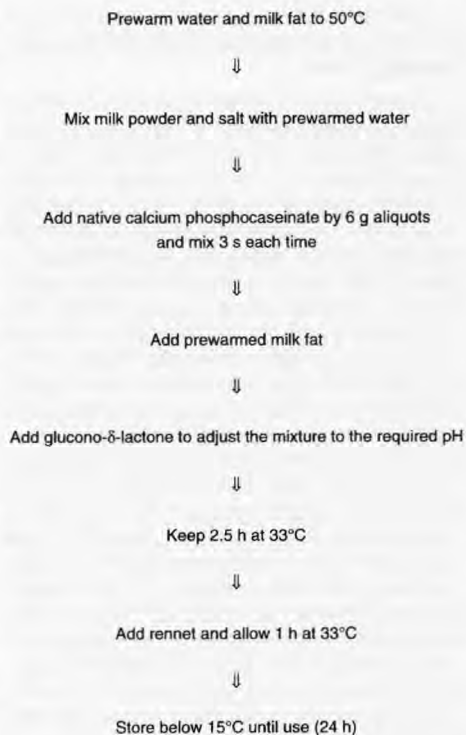 Prewarm water and milk fat to 50°C
⇓
Mix milk powder and salt with prewarmed water
⇓
Add native calcium phosphocaseinate by 6 g aliquots
and mix 3 s each time
⇓
Add prewarmed milk fat
⇓
Add glucono-δ-lactone to adjust the mixture to the required pH
⇓
Keep 2.5 h at 33°C
⇓
Add rennet and allow 1 h at 33°C
⇓
Store below 15°C until use (24 h)